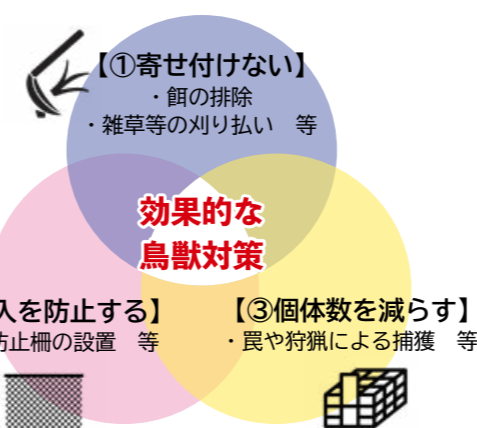 【①寄せ付けない】
・餌の排除
・雑草等の刈り払い　等
効果的な
鳥獣対策
入を防止する】
防止柵の設置　等
【③個体数を減らす】
・罠や狩猟による捕獲　等